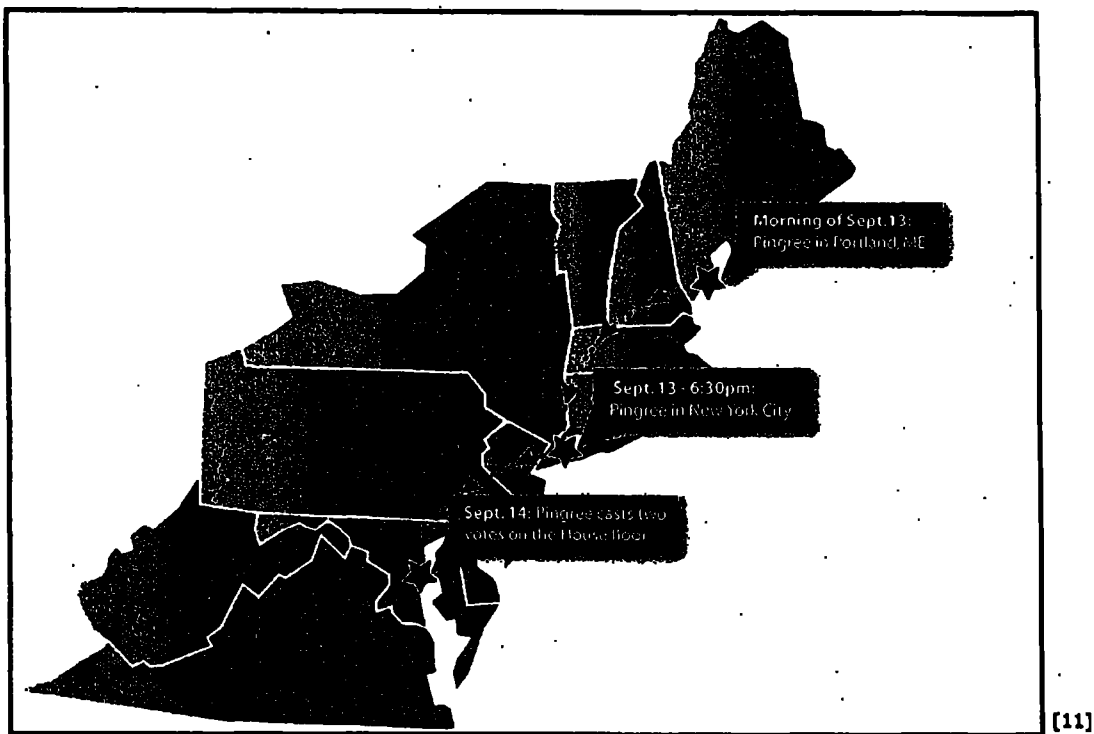 Morning of Sept.13:
Pingree in Portland, ME
Sept. 13 - 6:30pm:
Pingree in New York City
Sept. 14: Pingree casts two
votes on the House floor
[11]